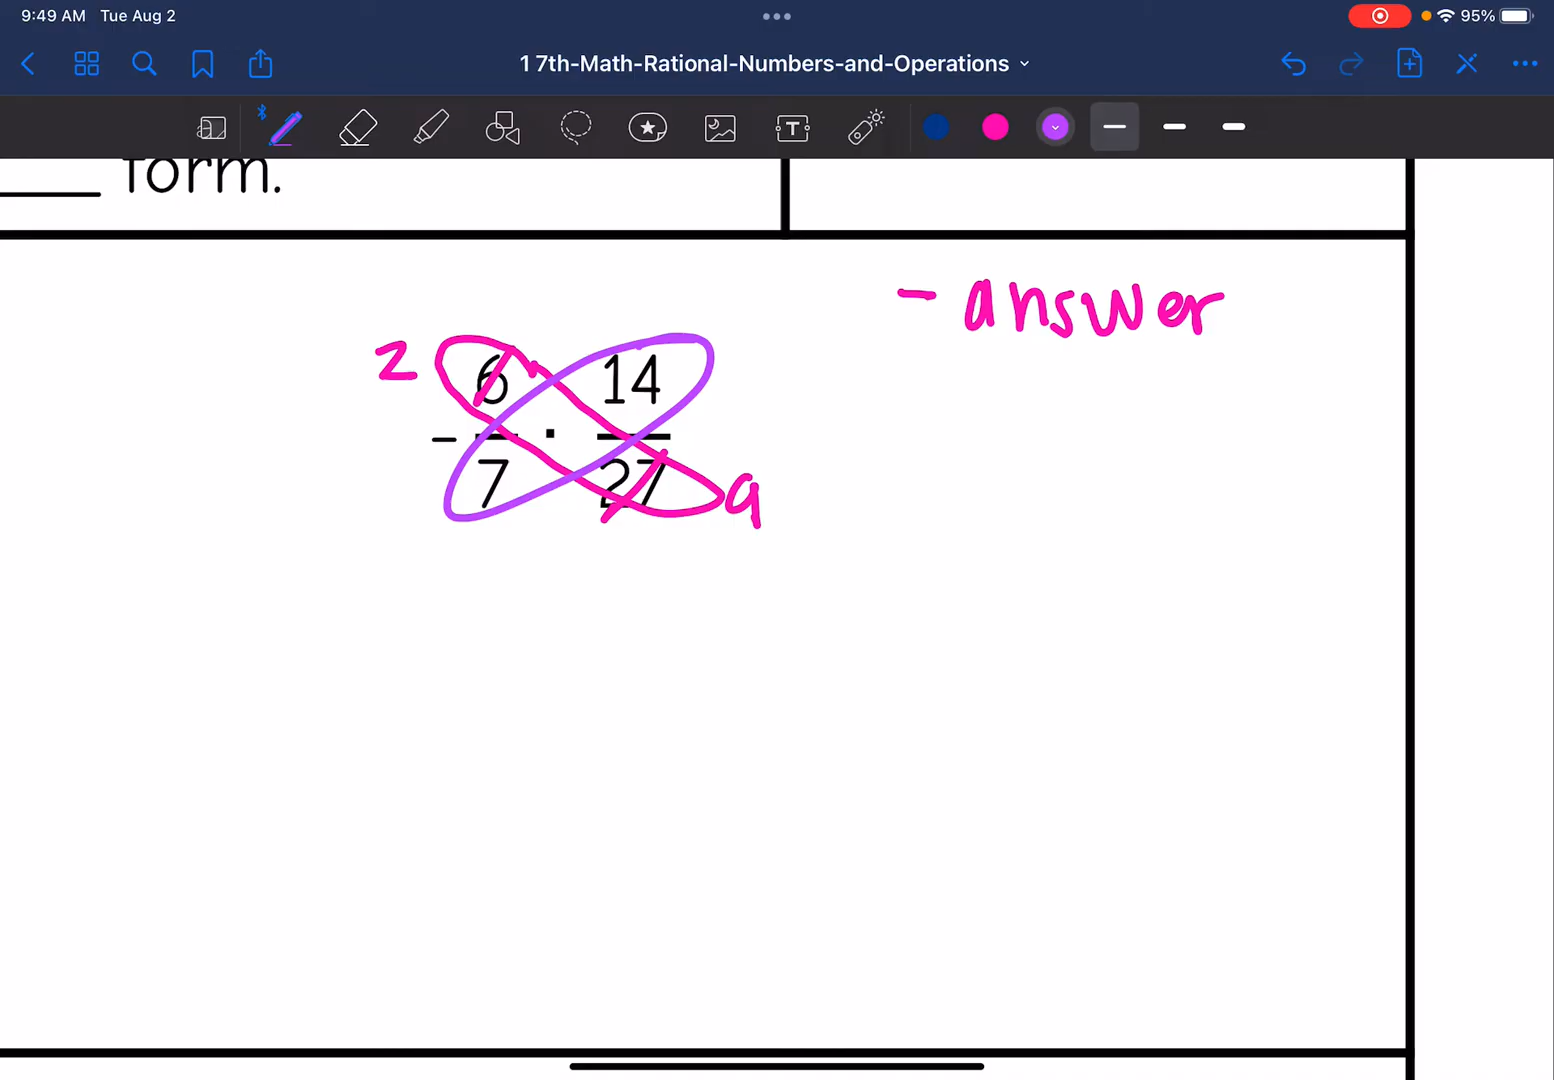 9:49 AM Tue Aug 2
95%
1 7th-Math-Rational-Numbers-and-Operations
T
____ form.
- answer
2 6 14
- ·
7 27 9